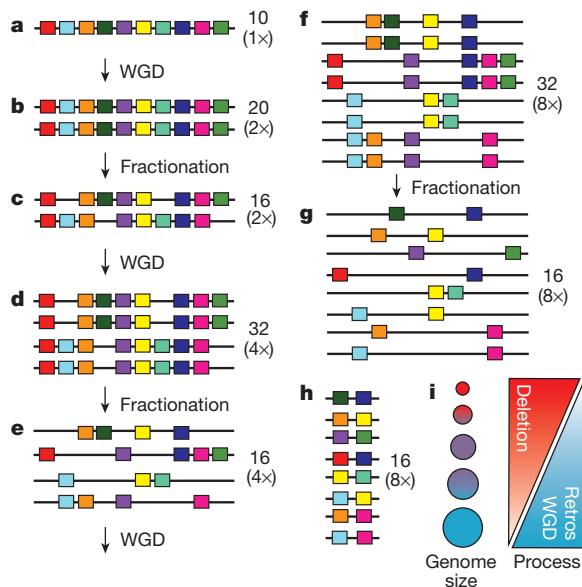 a
10
(1×)
WGD
b
20
(2×)
Fractionation
c
16
(2×)
WGD
d
32
(4×)
Fractionation
e
16
(4×)
WGD
f
32
(8×)
Fractionation
g
16
(8×)
h
16
(8×)
i
Genome
size
Deletion
Retros
WGD
Process